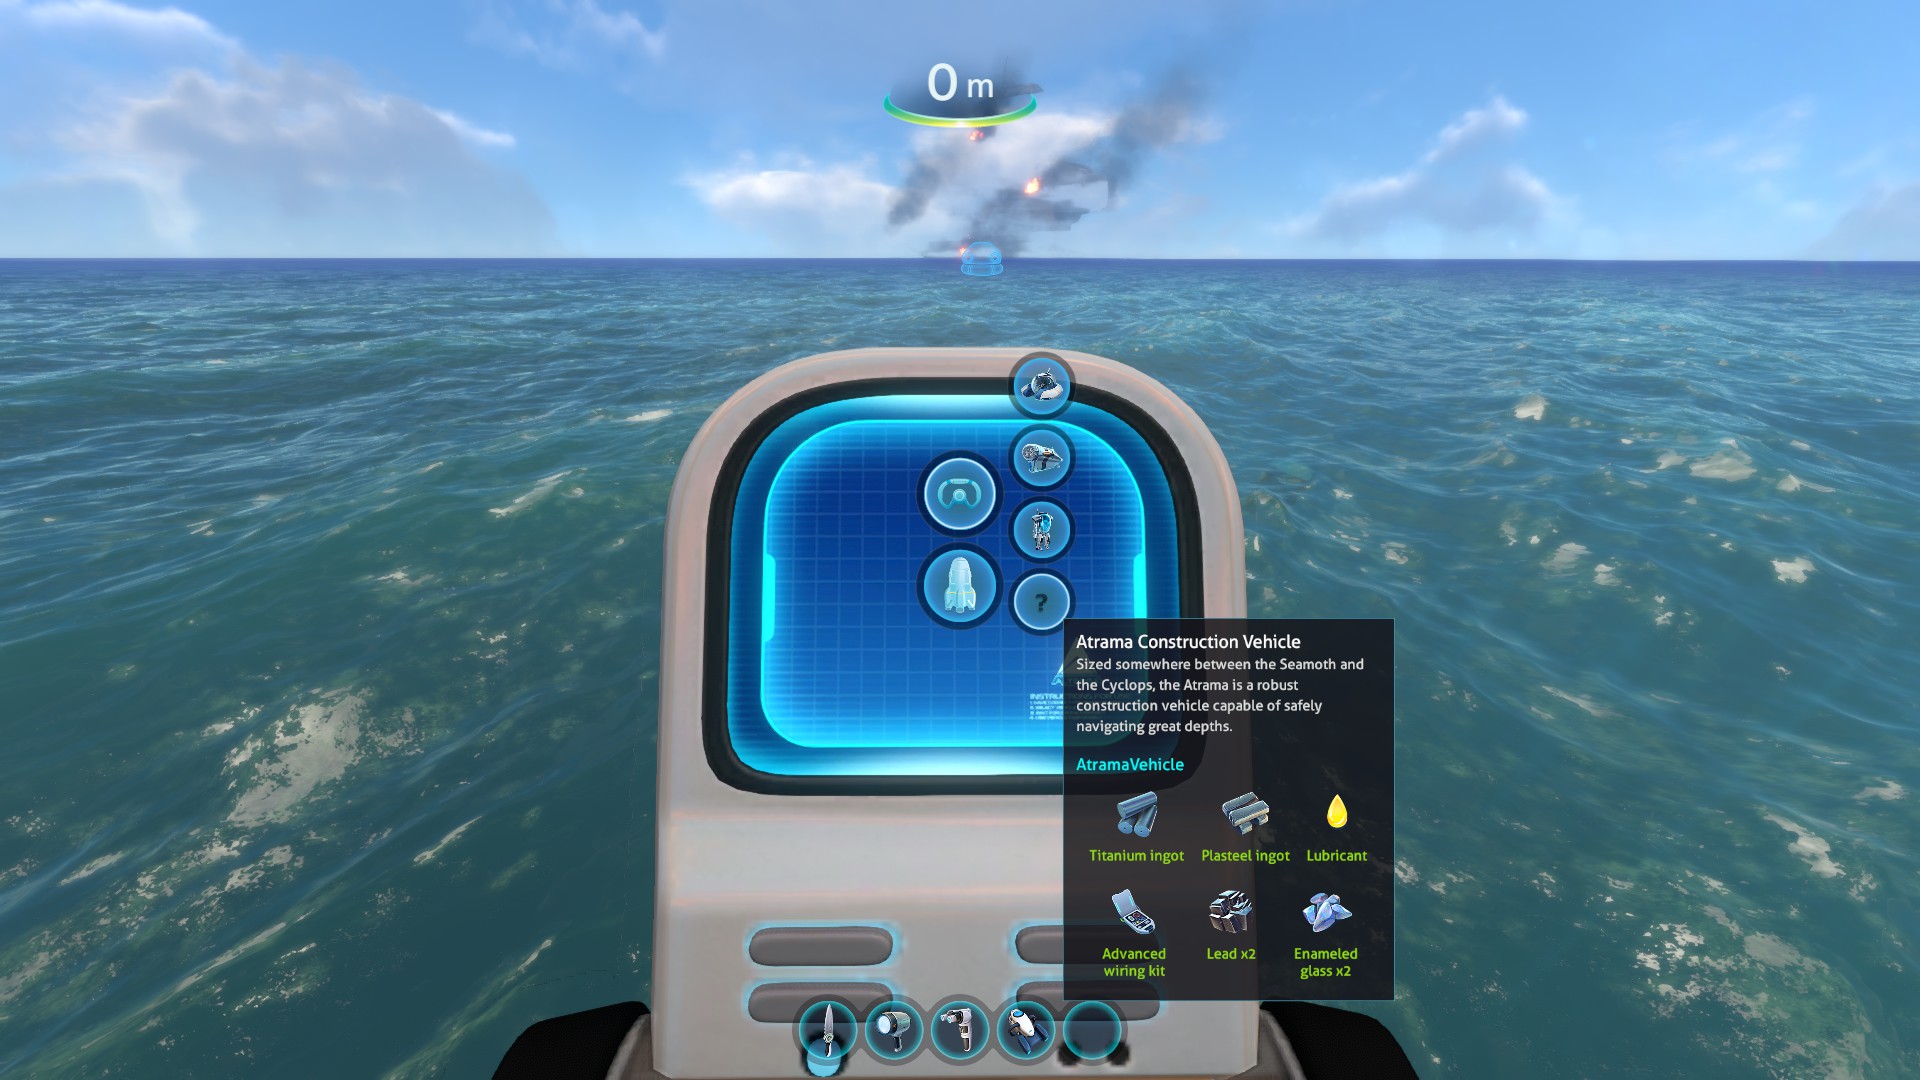 0 m
?
Atrama Construction Vehicle
Sized somewhere between the Seamoth and
the Cyclops, the Atrama is a robust
construction vehicle capable of safely
navigating great depths.
AtramaVehicle
Titanium ingot
Plasteel ingot
Lubricant
Advanced
wiring kit
Lead x2
Enameled
glass x2